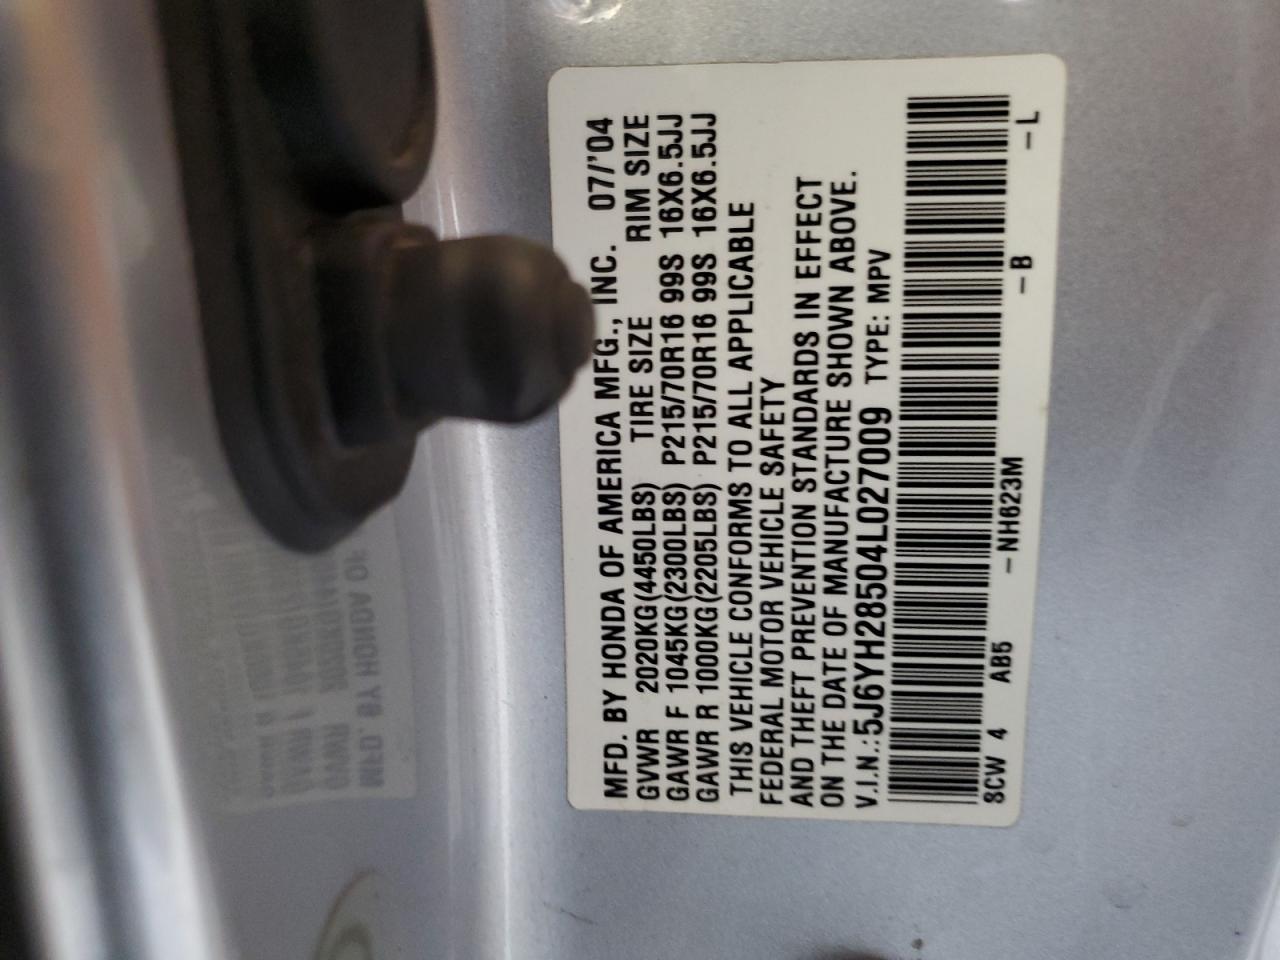 MFD. BY HONDA OF AMERICA MFG., INC. 07/'04
GVWR 2020KG(4450LBS) TIRE SIZE RIM SIZE
GAWR F 1045KG(2300LBS) P215/70R16 99S 16X6.5JJ
GAWR R 1000KG(2205LBS) P215/70R16 99S 16X6.5JJ
THIS VEHICLE CONFORMS TO ALL APPLICABLE
FEDERAL MOTOR VEHICLE SAFETY
AND THEFT PREVENTION STANDARDS IN EFFECT
ON THE DATE OF MANUFACTURE SHOWN ABOVE.
V.I.N.:5J6YH28504L027009 TYPE: MPV
8CW 4 AB5 -NH623M -B -L
MFD. BY HONDA OF
GVWR
GAWR F